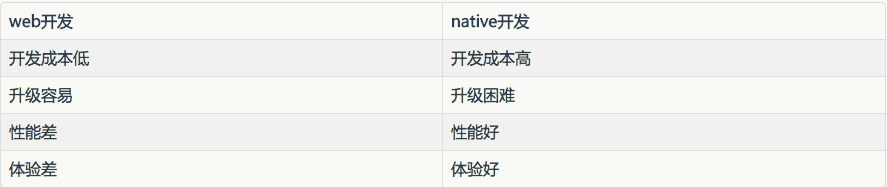 web开发 native开发
开发成本低 开发成本高
升级容易 升级困难
性能差 性能好
体验差 体验好